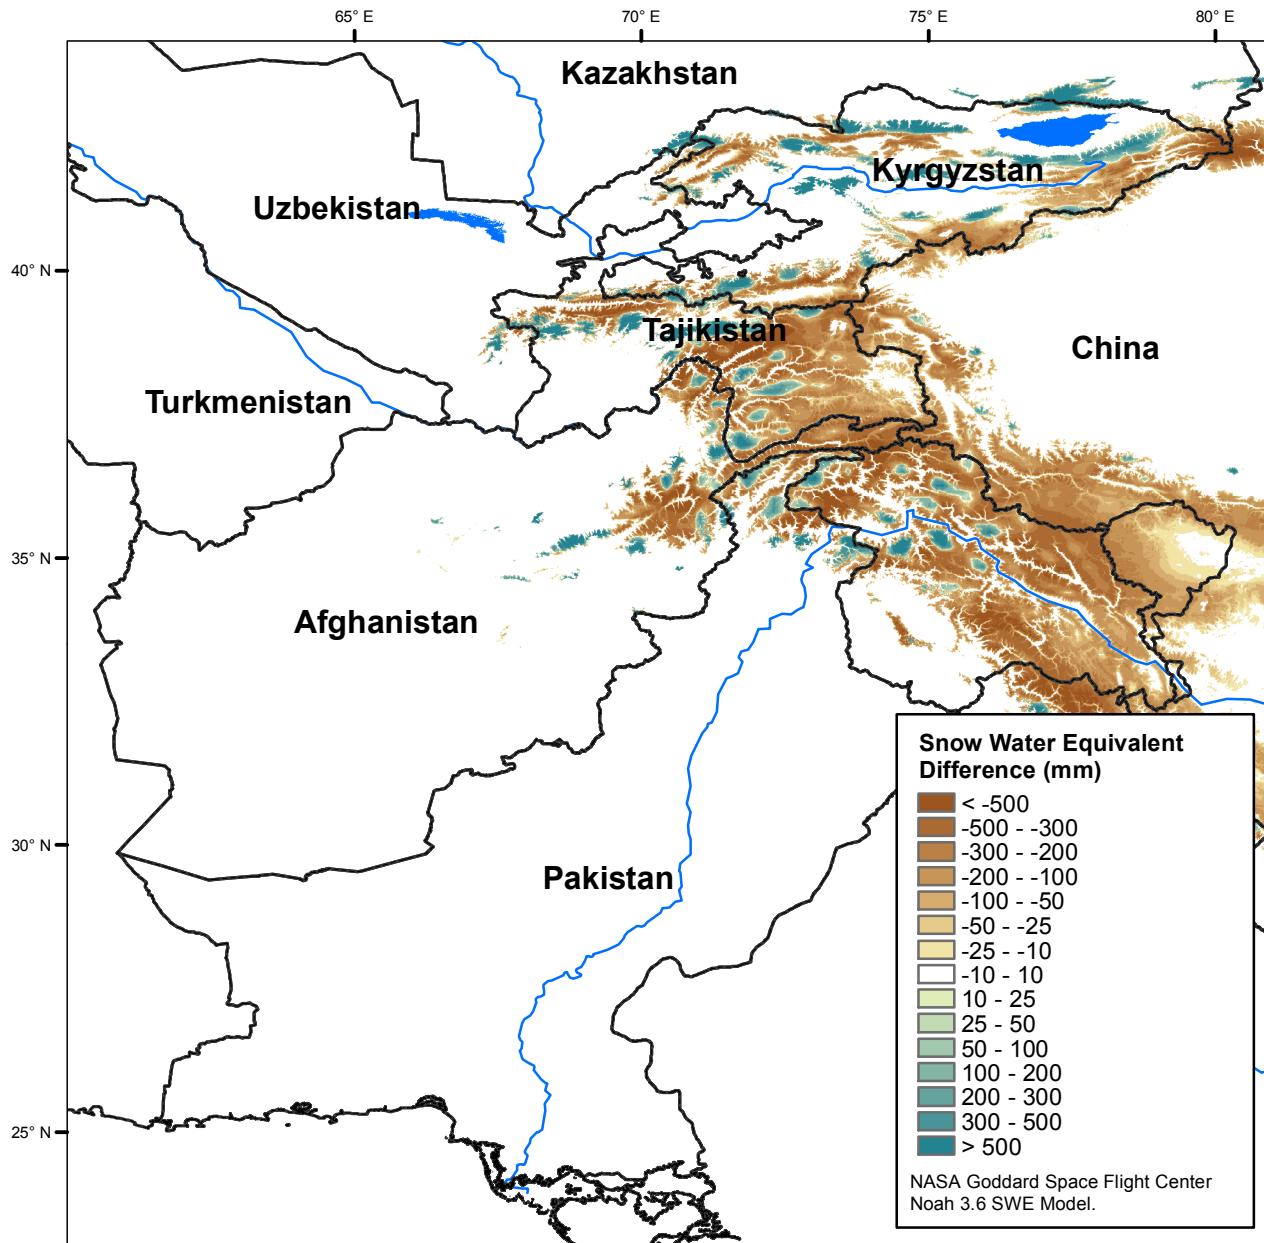 65° E
70° E
75° E
80° E
Kazakhstan
Kyrgyzstan
Uzbekistan
40° N
Tajikistan
China
Turkmenistan
35° N
Afghanistan
Snow Water Equivalent
Difference (mm)
< -500
-500 - -300
-300 - -200
-200 - -100
-100 - -50
-50 - -25
-25 - -10
-10 - 10
10 - 25
25 - 50
50 - 100
100 - 200
200 - 300
300 - 500
> 500
NASA Goddard Space Flight Center
Noah 3.6 SWE Model.
30° N
Pakistan
25° N